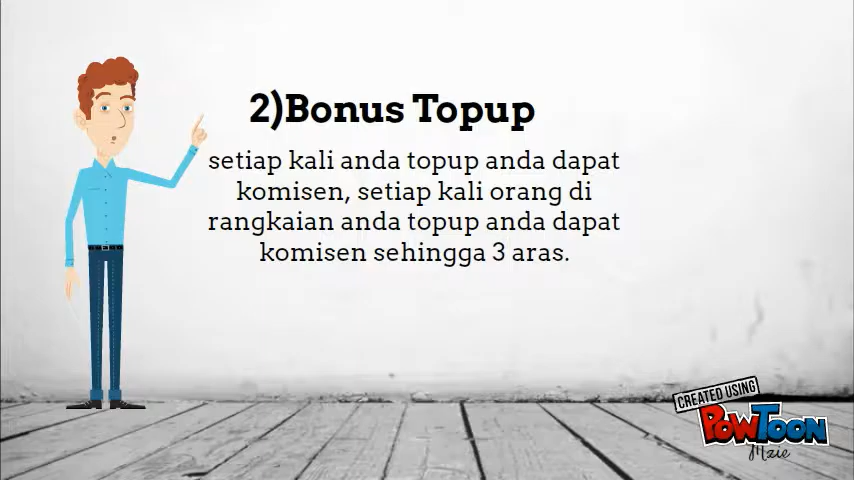 2)Bonus Topup
setiap kali anda topup anda dapat
komisen, setiap kali orang di
rangkaian anda topup anda dapat
komisen sehingga 3 aras.
CREATED USING
POWTOON
Mzie